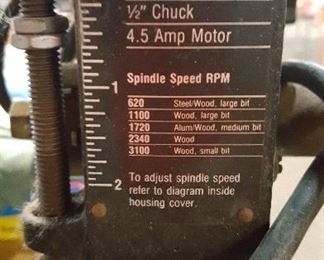 ½" Chuck
4.5 Amp Motor
Spindle Speed RPM
620 Steel/Wood, large bit
1100 Wood, large bit
1720 Alum/Wood, medium bit
2340 Wood
3100 Wood, small bit
To adjust spindle speed
refer to diagram inside
housing cover.
1
2